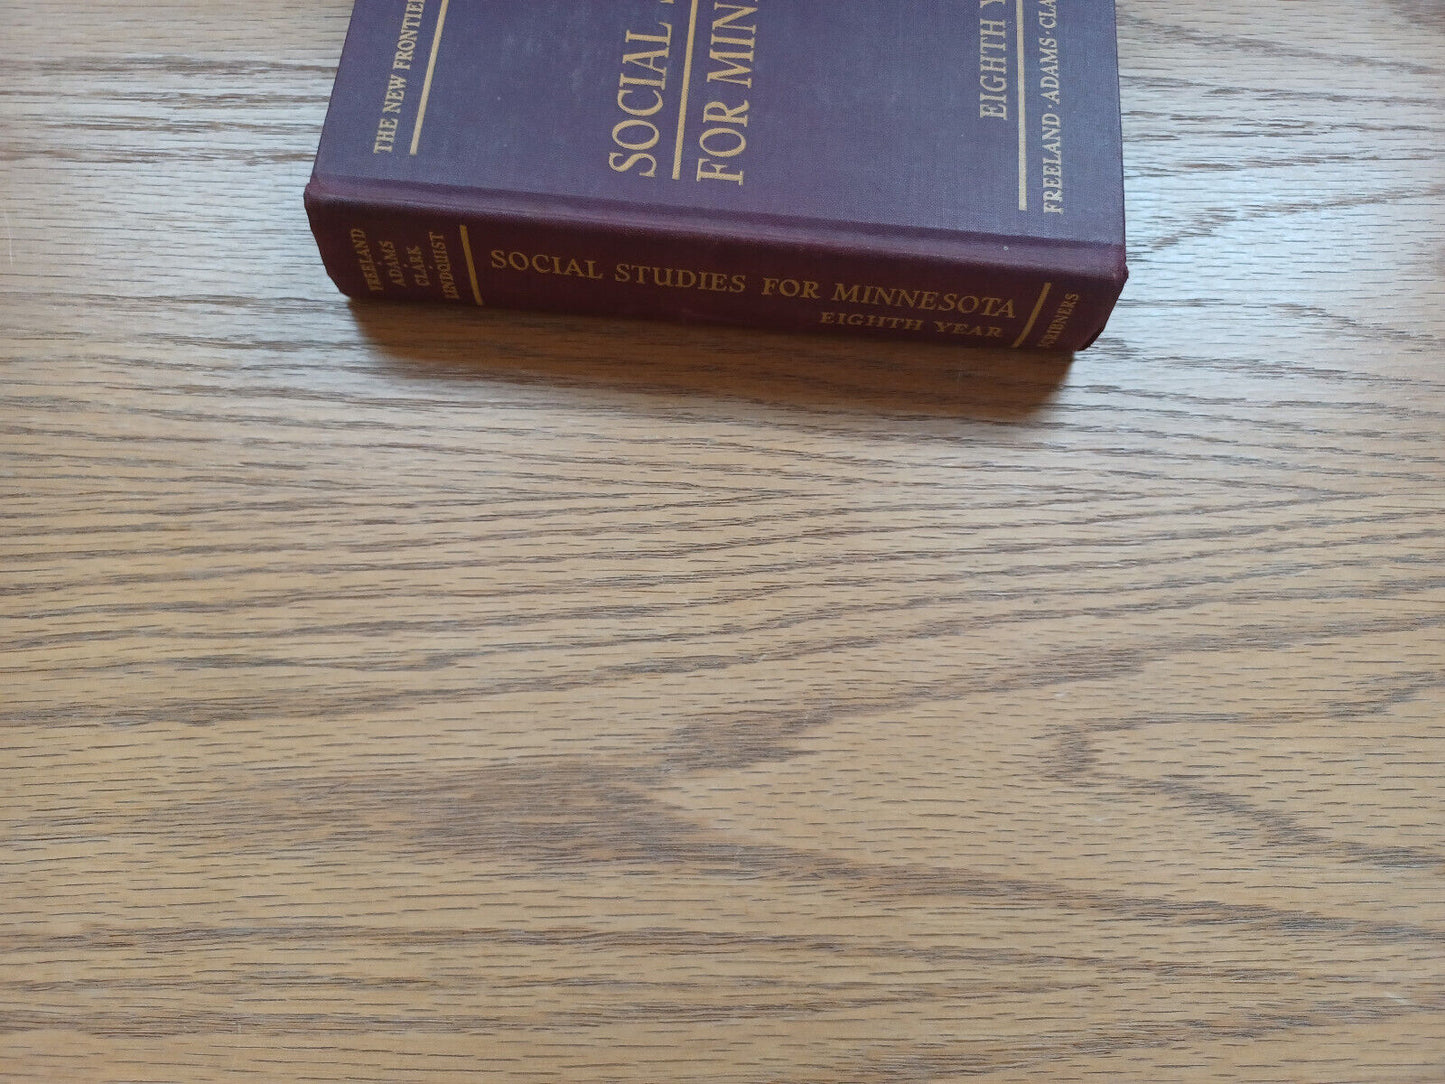 THE NEW FRONTIE
SOCIAL
FOR MIN
EIGHTH Y
FREELAND · ADAMS · CLA
FREELAND
ADAMS
CLARK
LINDQUIST
SOCIAL STUDIES FOR MINNESOTA
EIGHTH YEAR
SCRIBNERS